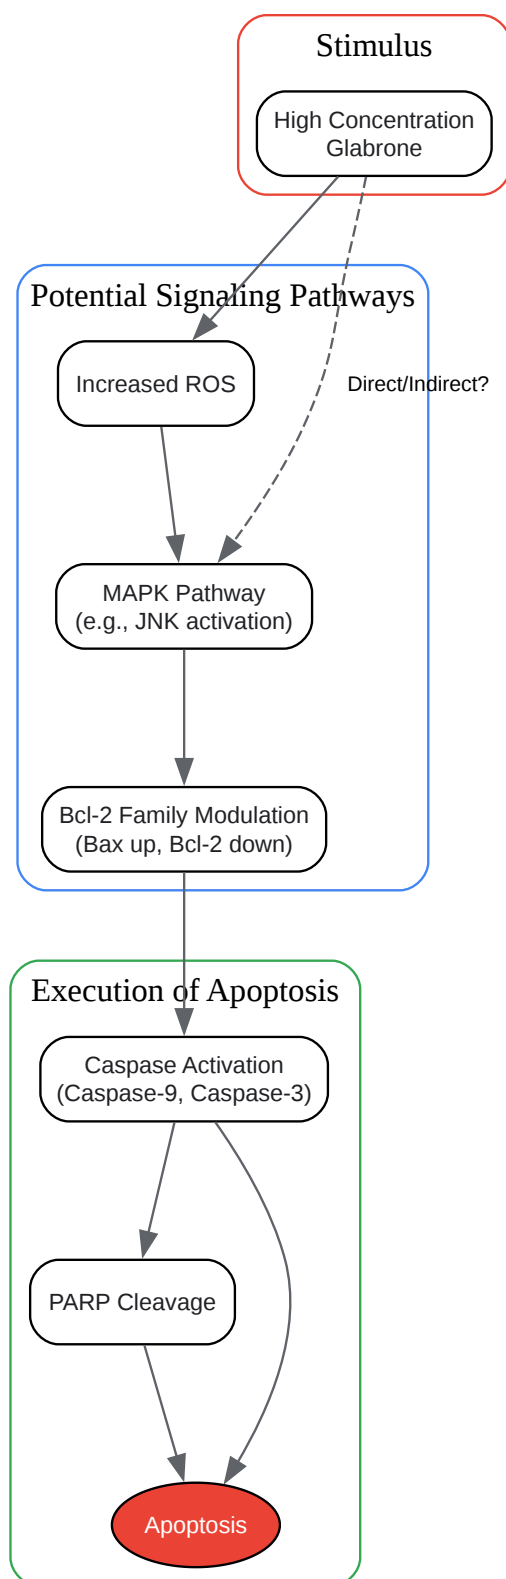 Stimulus
High Concentration
Glabrone
Potential Signaling Pathways
Increased ROS
Direct/Indirect?
MAPK Pathway
(e.g., JNK activation)
Bcl-2 Family Modulation
(Bax up, Bcl-2 down)
Execution of Apoptosis
Caspase Activation
(Caspase-9, Caspase-3)
PARP Cleavage
Apoptosis